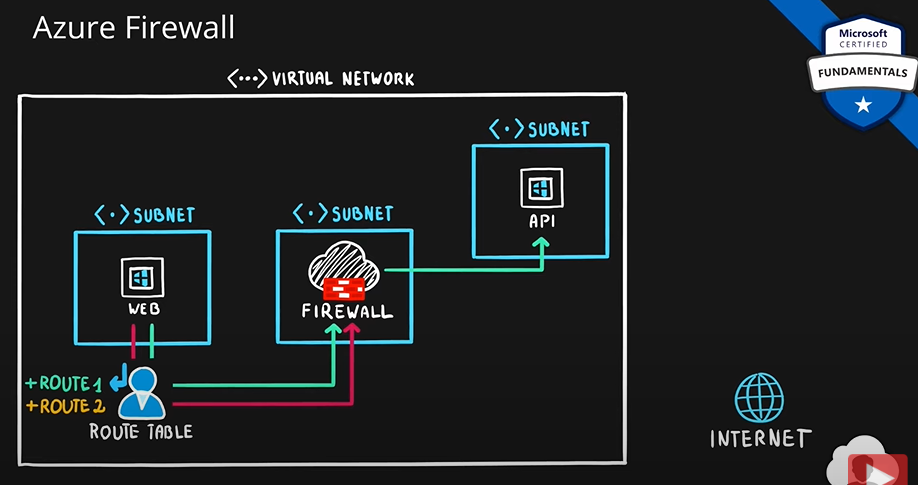 Azure Firewall
Microsoft
CERTIFIED
FUNDAMENTALS
<···> VIRTUAL NETWORK
<·> SUBNET
API
<·> SUBNET
WEB
<·> SUBNET
FIREWALL
+ROUTE 1
+ROUTE 2
ROUTE TABLE
INTERNET